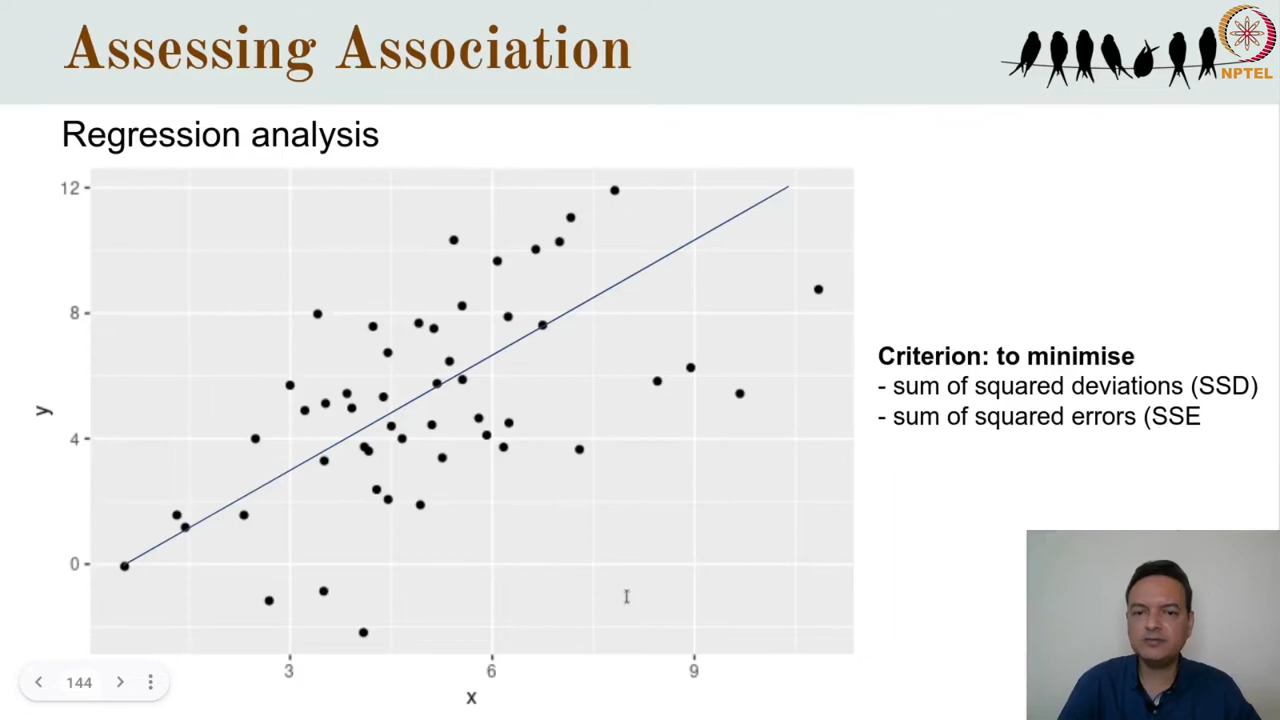 Assessing Association
NPTEL
Regression analysis
12
8
4
0
y
3
6
9
x
Criterion: to minimise
- sum of squared deviations (SSD)
- sum of squared errors (SSE
144